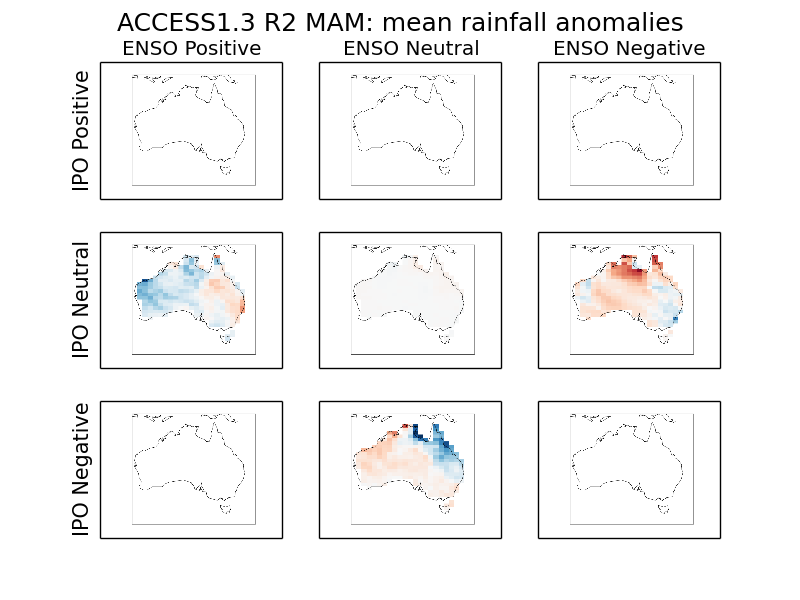 ACCESS1.3 R2 MAM: mean rainfall anomalies
ENSO Positive
ENSO Neutral
ENSO Negative
IPO Positive
IPO Neutral
IPO Negative